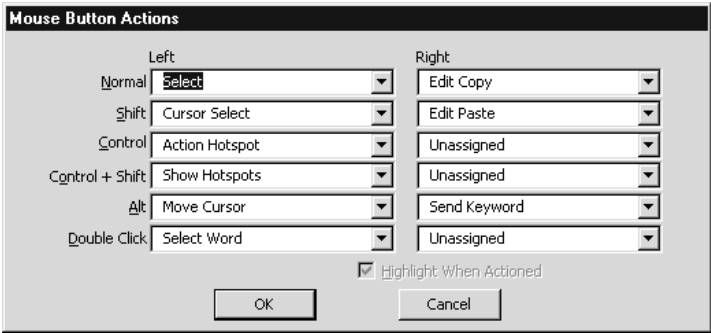 Mouse Button Actions
Left Right
Normal Select Edit Copy
Shift Cursor Select Edit Paste
Control Action Hotspot Unassigned
Control + Shift Show Hotspots Unassigned
Alt Move Cursor Send Keyword
Double Click Select Word Unassigned
Highlight When Actioned
OK Cancel